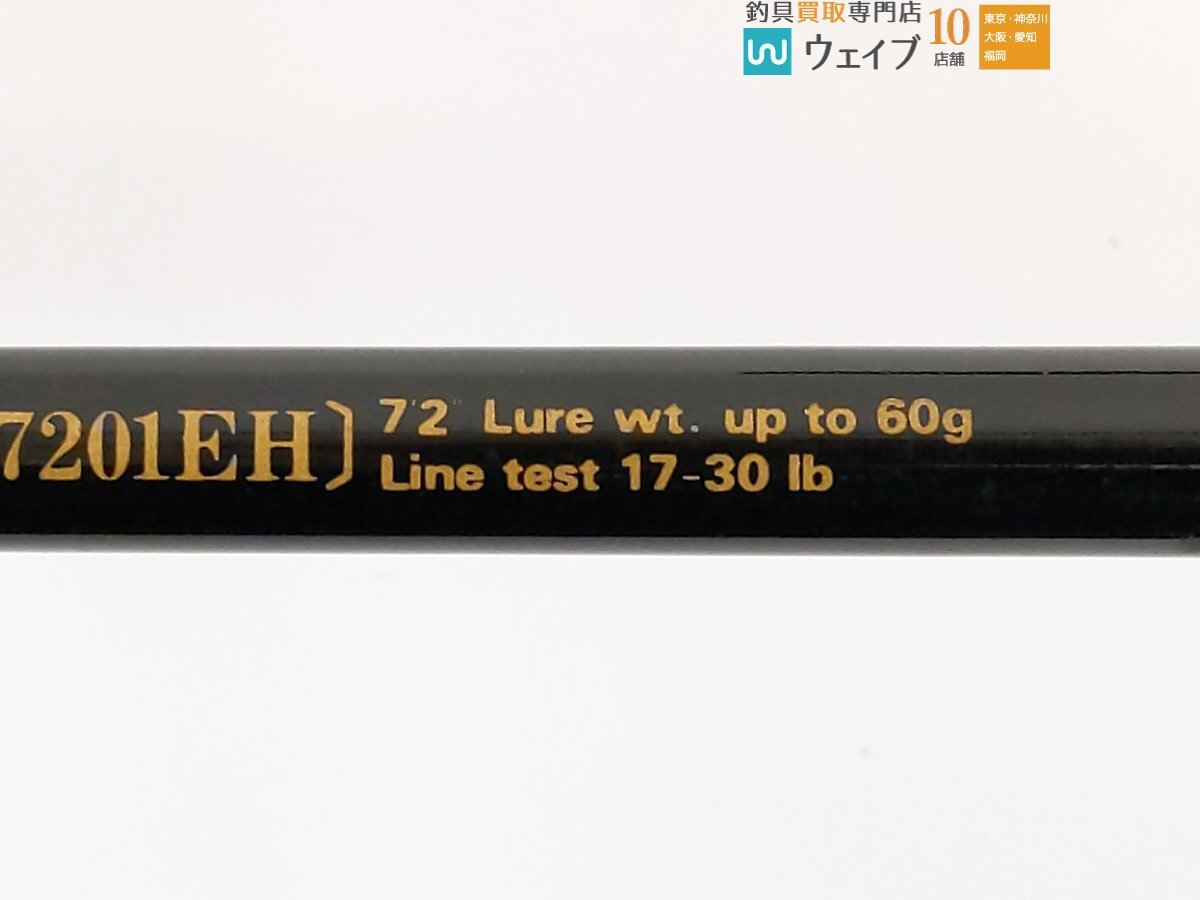 釣具買取専門店
ウェイブ
10
店舗
東京・神奈川
大阪・愛知
福岡
7201EH]
7'2" Lure wt. up to 60g
Line test 17-30 lb